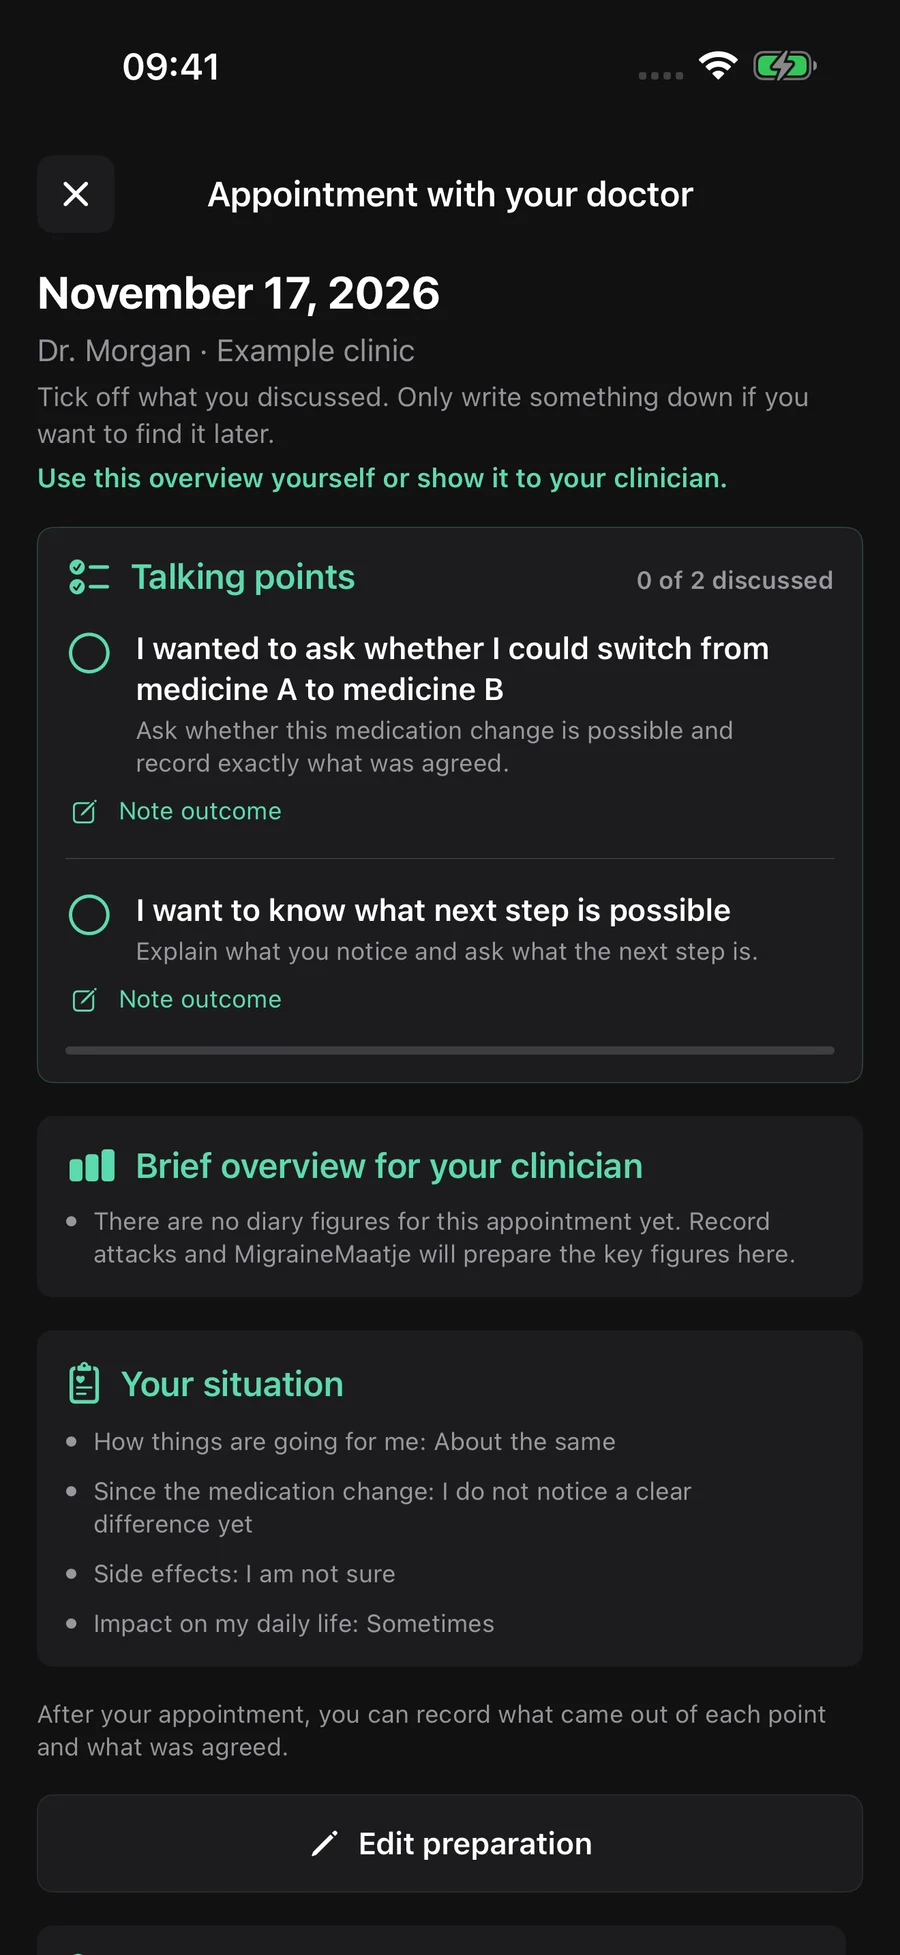 09:41
Appointment with your doctor
November 17, 2026
Dr. Morgan · Example clinic
Tick off what you discussed. Only write something down if you
want to find it later.
Use this overview yourself or show it to your clinician.
Talking points
0 of 2 discussed
I wanted to ask whether I could switch from
medicine A to medicine B
Ask whether this medication change is possible and
record exactly what was agreed.
Note outcome
I want to know what next step is possible
Explain what you notice and ask what the next step is.
Note outcome
Brief overview for your clinician
• There are no diary figures for this appointment yet. Record
attacks and MigraineMaatje will prepare the key figures here.
Your situation
• How things are going for me: About the same
• Since the medication change: I do not notice a clear
difference yet
• Side effects: I am not sure
• Impact on my daily life: Sometimes
After your appointment, you can record what came out of each point
and what was agreed.
Edit preparation